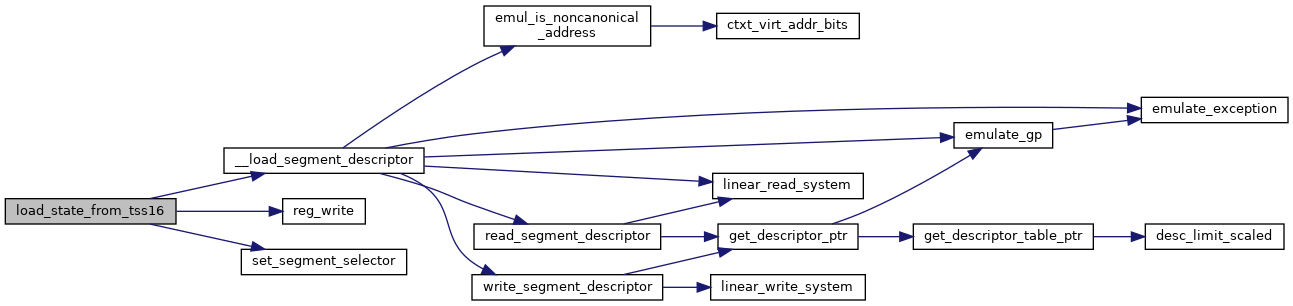 load_state_from_tss16
__load_segment_descriptor
reg_write
set_segment_selector
emul_is_noncanonical
_address
ctxt_virt_addr_bits
emulate_exception
emulate_gp
linear_read_system
read_segment_descriptor
get_descriptor_ptr
get_descriptor_table_ptr
desc_limit_scaled
write_segment_descriptor
linear_write_system